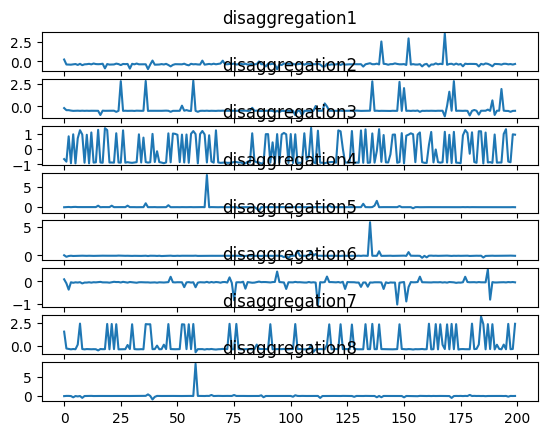 disaggregation1
2.5
0.0
disaggregation2
2.5
0.0
disaggregation3
1
0
−1
disaggregation4
5
0
disaggregation5
5
0
disaggregation6
0
−1
disaggregation7
2.5
0.0
disaggregation8
5
0
0 25 50 75 100 125 150 175 200